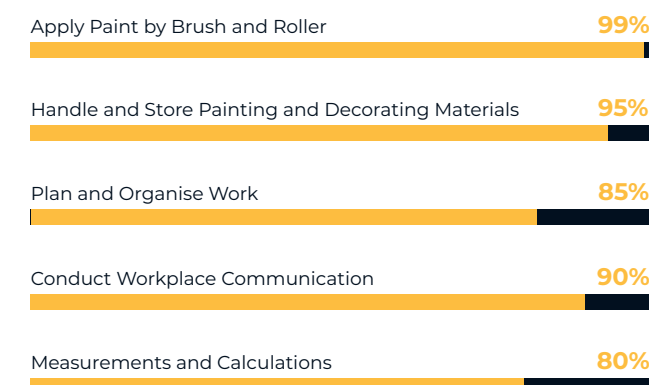 Apply Paint by Brush and Roller 99%
Handle and Store Painting and Decorating Materials 95%
Plan and Organise Work 85%
Conduct Workplace Communication 90%
Measurements and Calculations 80%